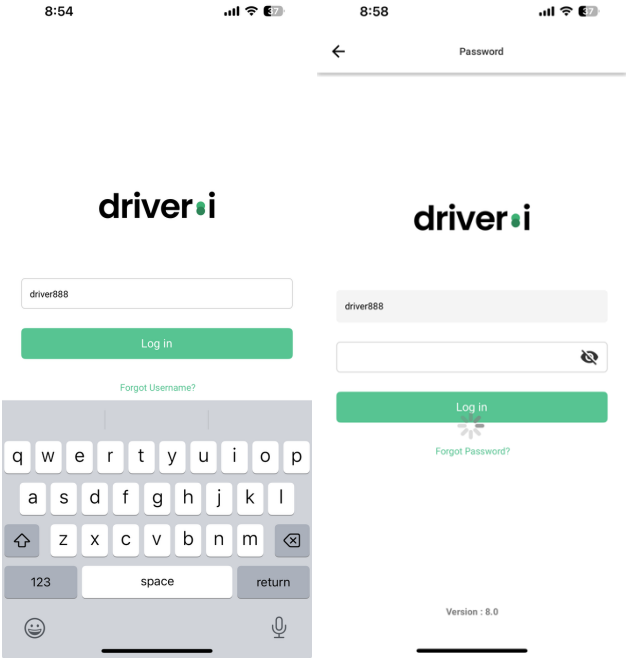 8:54
37
driver i
driver888
Log in
Forgot Username?
q w e r t y u i o p
a s d f g h j k l
z x c v b n m
123 space return
8:58
37
Password
driver i
driver888
Log in
Forgot Password?
Version : 8.0